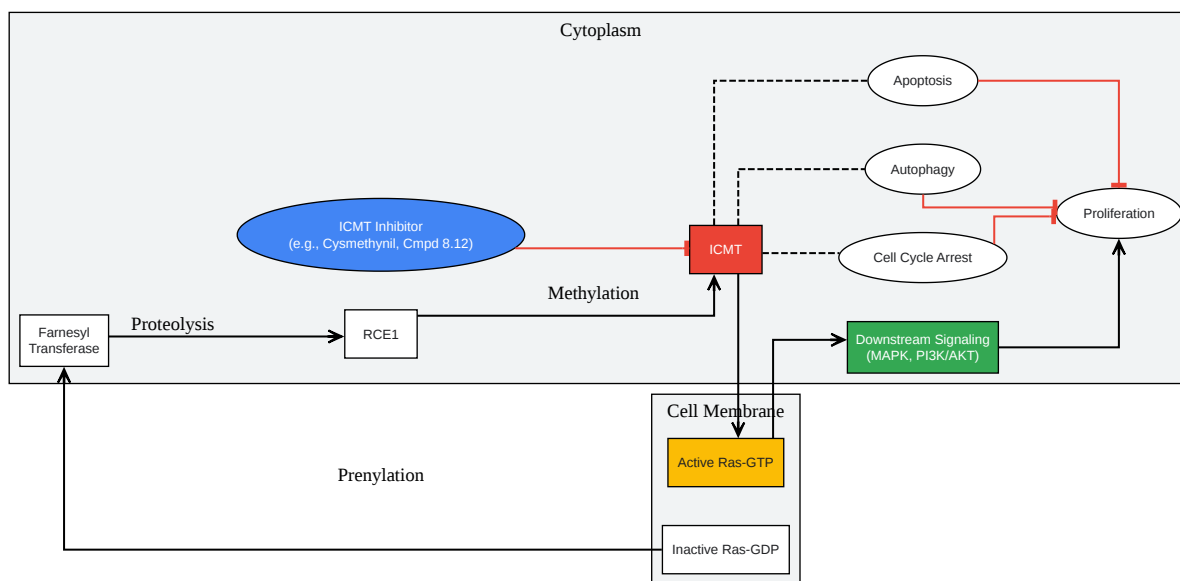 Cytoplasm
Apoptosis
Autophagy
ICMT Inhibitor
(e.g., Cysmethynil, Cmpd 8.12)
ICMT
Proliferation
Cell Cycle Arrest
Methylation
Proteolysis
Farnesyl
Transferase
RCE1
Downstream Signaling
(MAPK, PI3K/AKT)
Cell Membrane
Active Ras-GTP
Prenylation
Inactive Ras-GDP